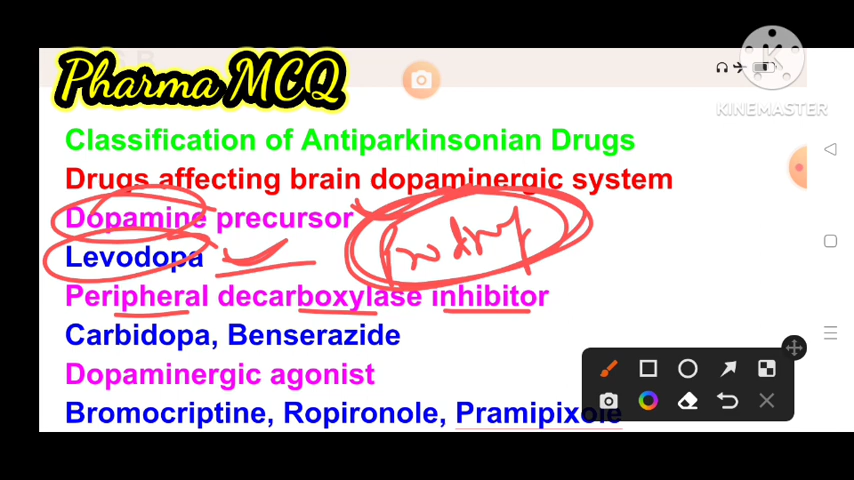 Pharma MCQ
KINEMASTER
Classification of Antiparkinsonian Drugs
Drugs affecting brain dopaminergic system
Dopamine precursor
Prodrug
Levodopa
Peripheral decarboxylase inhibitor
Carbidopa, Benserazide
Dopaminergic agonist
Bromocriptine, Ropironole, Pramipixole